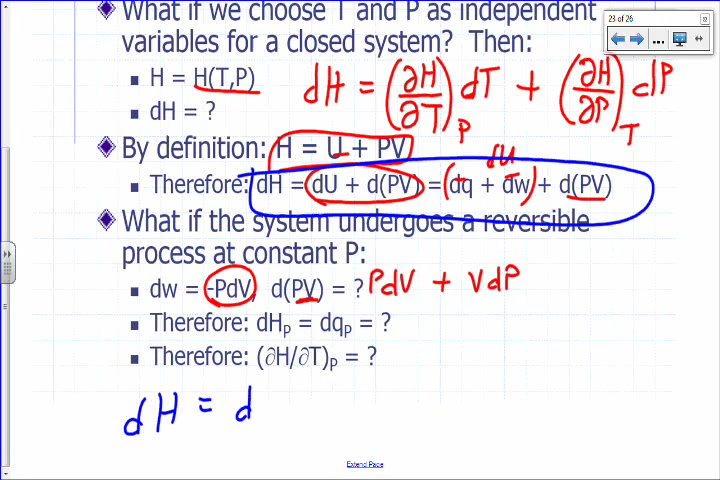 What if we choose T and P as independent
variables for a closed system? Then:
H = H(T,P)
dH = (∂H/∂T)P dT + (∂H/∂P)T dP
dH = ?
By definition: H = U + PV
dU
Therefore: dH = dU + d(PV) = (dq + dw) + d(PV)
What if the system undergoes a reversible
process at constant P:
dw = -PdV, d(PV) = ? PdV + VdP
Therefore: dHP = dqP = ?
Therefore: (∂H/∂T)P = ?
dH = d
Extend Page
23 of 26
...